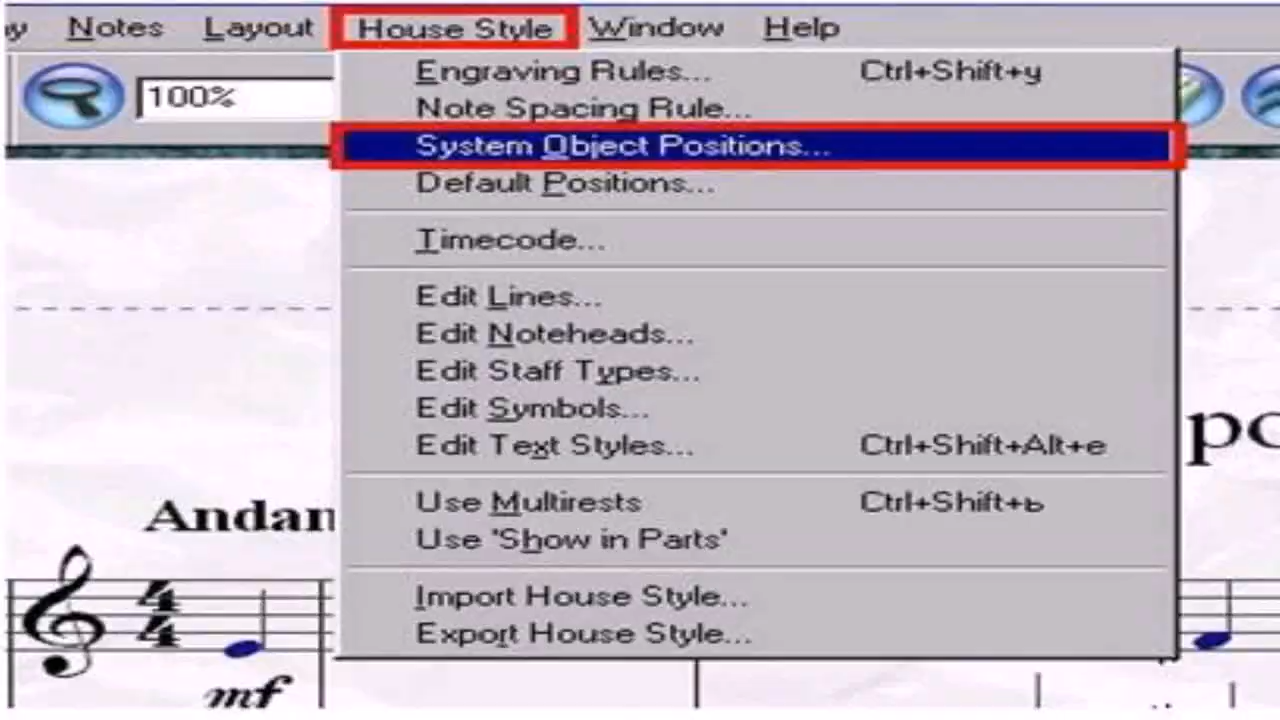 Notes Layout House Style Window Help
100%
Engraving Rules... Ctrl+Shift+y
Note Spacing Rule...
System Object Positions...
Default Positions...
Timecode...
Edit Lines...
Edit Noteheads...
Edit Staff Types...
Edit Symbols...
Edit Text Styles... Ctrl+Shift+Alt+e
Use Multirests Ctrl+Shift+ь
Use 'Show in Parts'
Import House Style...
Export House Style...
po
Andan
4
4
mf